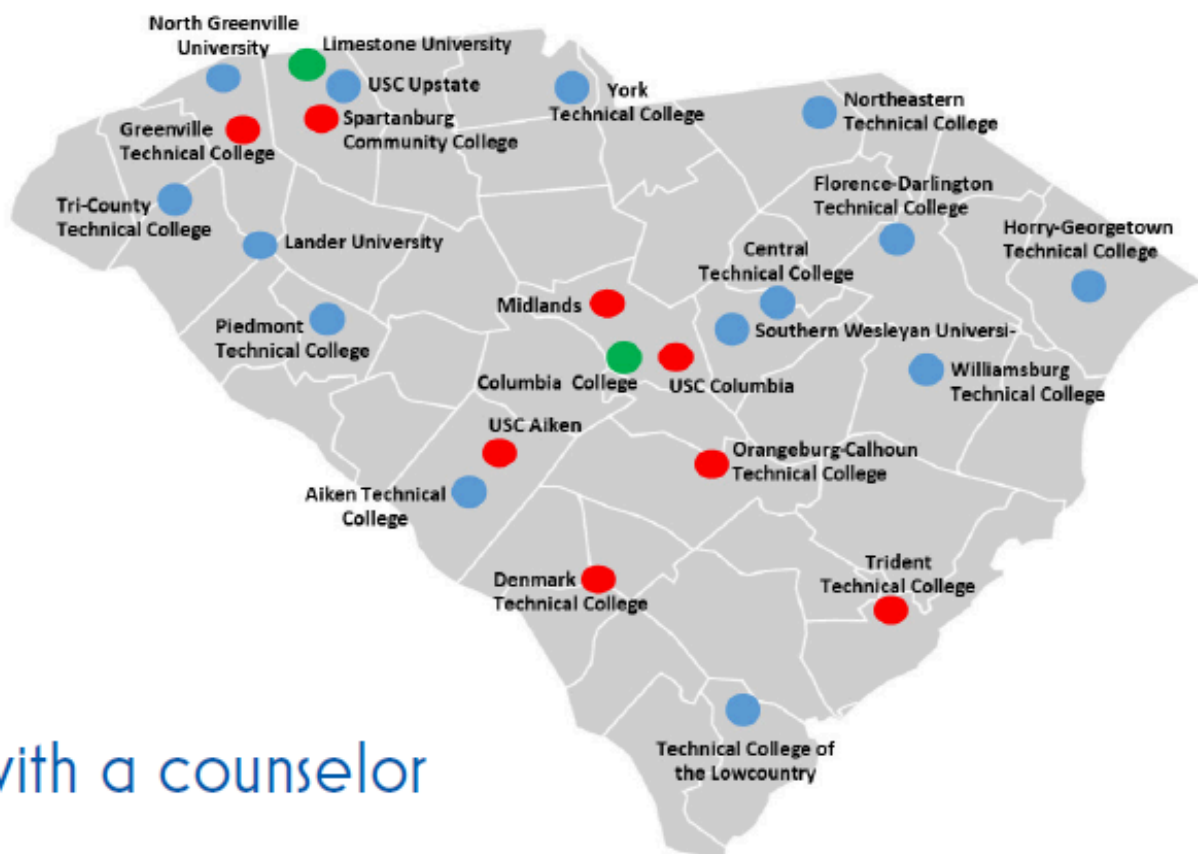 North Greenville
University
Limestone University
USC Upstate
York
Technical College
Northeastern
Technical College
Greenville
Technical College
Spartanburg
Community College
Florence-Darlington
Technical College
Tri-County
Technical College
Lander University
Central
Technical College
Horry-Georgetown
Technical College
Midlands
Piedmont
Technical College
Southern Wesleyan Universi-
Columbia College
USC Columbia
Williamsburg
Technical College
USC Aiken
Orangeburg-Calhoun
Technical College
Aiken Technical
College
Denmark
Technical College
Trident
Technical College
Technical College of
the Lowcountry
with a counselor